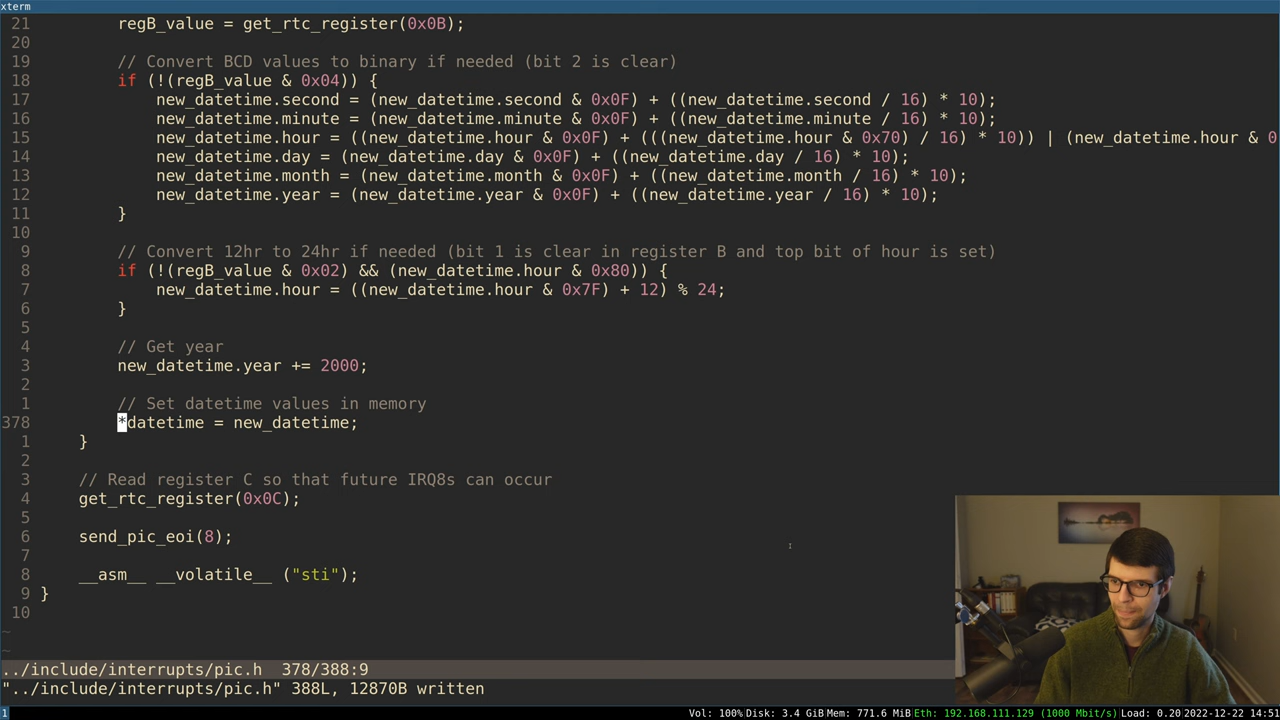 xterm
21 regB_value = get_rtc_register(0x0B);
20
19 // Convert BCD values to binary if needed (bit 2 is clear)
18 if (!(regB_value & 0x04)) {
17 new_datetime.second = (new_datetime.second & 0x0F) + ((new_datetime.second / 16) * 10);
16 new_datetime.minute = (new_datetime.minute & 0x0F) + ((new_datetime.minute / 16) * 10);
15 new_datetime.hour = ((new_datetime.hour & 0x0F) + (((new_datetime.hour & 0x70) / 16) * 10)) | (new_datetime.hour & 0
14 new_datetime.day = (new_datetime.day & 0x0F) + ((new_datetime.day / 16) * 10);
13 new_datetime.month = (new_datetime.month & 0x0F) + ((new_datetime.month / 16) * 10);
12 new_datetime.year = (new_datetime.year & 0x0F) + ((new_datetime.year / 16) * 10);
11 }
10
9 // Convert 12hr to 24hr if needed (bit 1 is clear in register B and top bit of hour is set)
8 if (!(regB_value & 0x02) && (new_datetime.hour & 0x80)) {
7 new_datetime.hour = ((new_datetime.hour & 0x7F) + 12) % 24;
6 }
5
4 // Get year
3 new_datetime.year += 2000;
2
1 // Set datetime values in memory
378 *datetime = new_datetime;
1 }
2
3 // Read register C so that future IRQ8s can occur
4 get_rtc_register(0x0C);
5
6 send_pic_eoi(8);
7
8 __asm__ __volatile__ ("sti");
9 }
10
~
~
../include/interrupts/pic.h 378/388:9
"../include/interrupts/pic.h" 388L, 12870B written
1 Vol: 100% Disk: 3.4 GiB Mem: 771.6 MiB Eth: 192.168.111.129 (1000 Mbit/s) Load: 0.20 2022-12-22 14:51